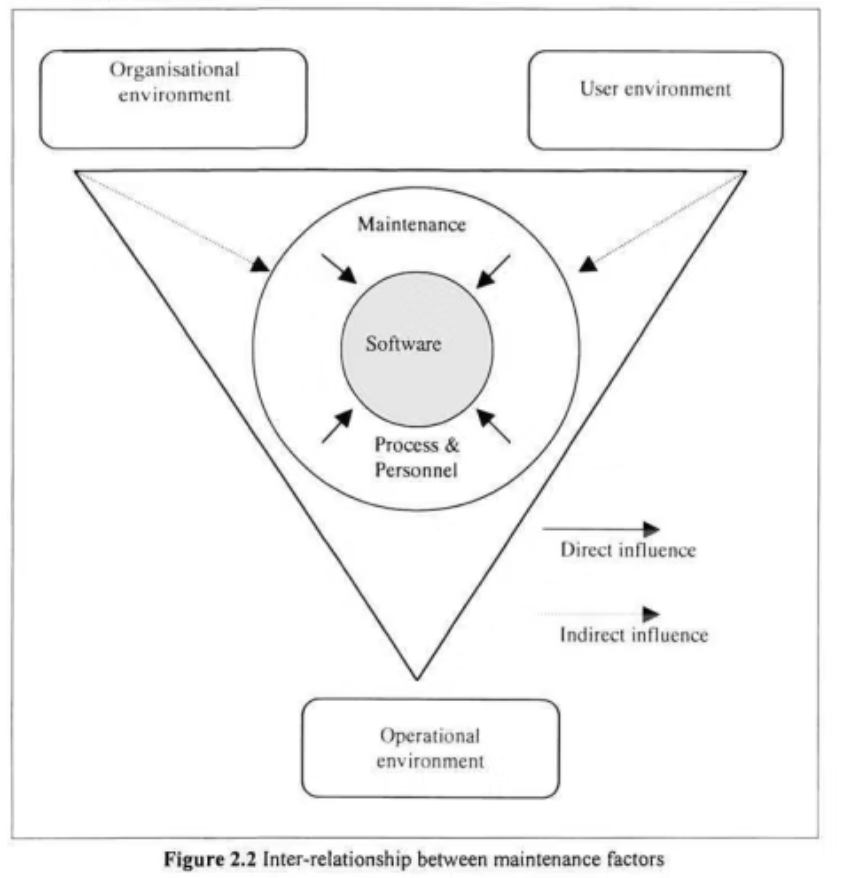 Organisational
environment
User environment
Maintenance
Software
Process &
Personnel
Direct influence
Indirect influence
Operational
environment
Figure 2.2 Inter-relationship between maintenance factors